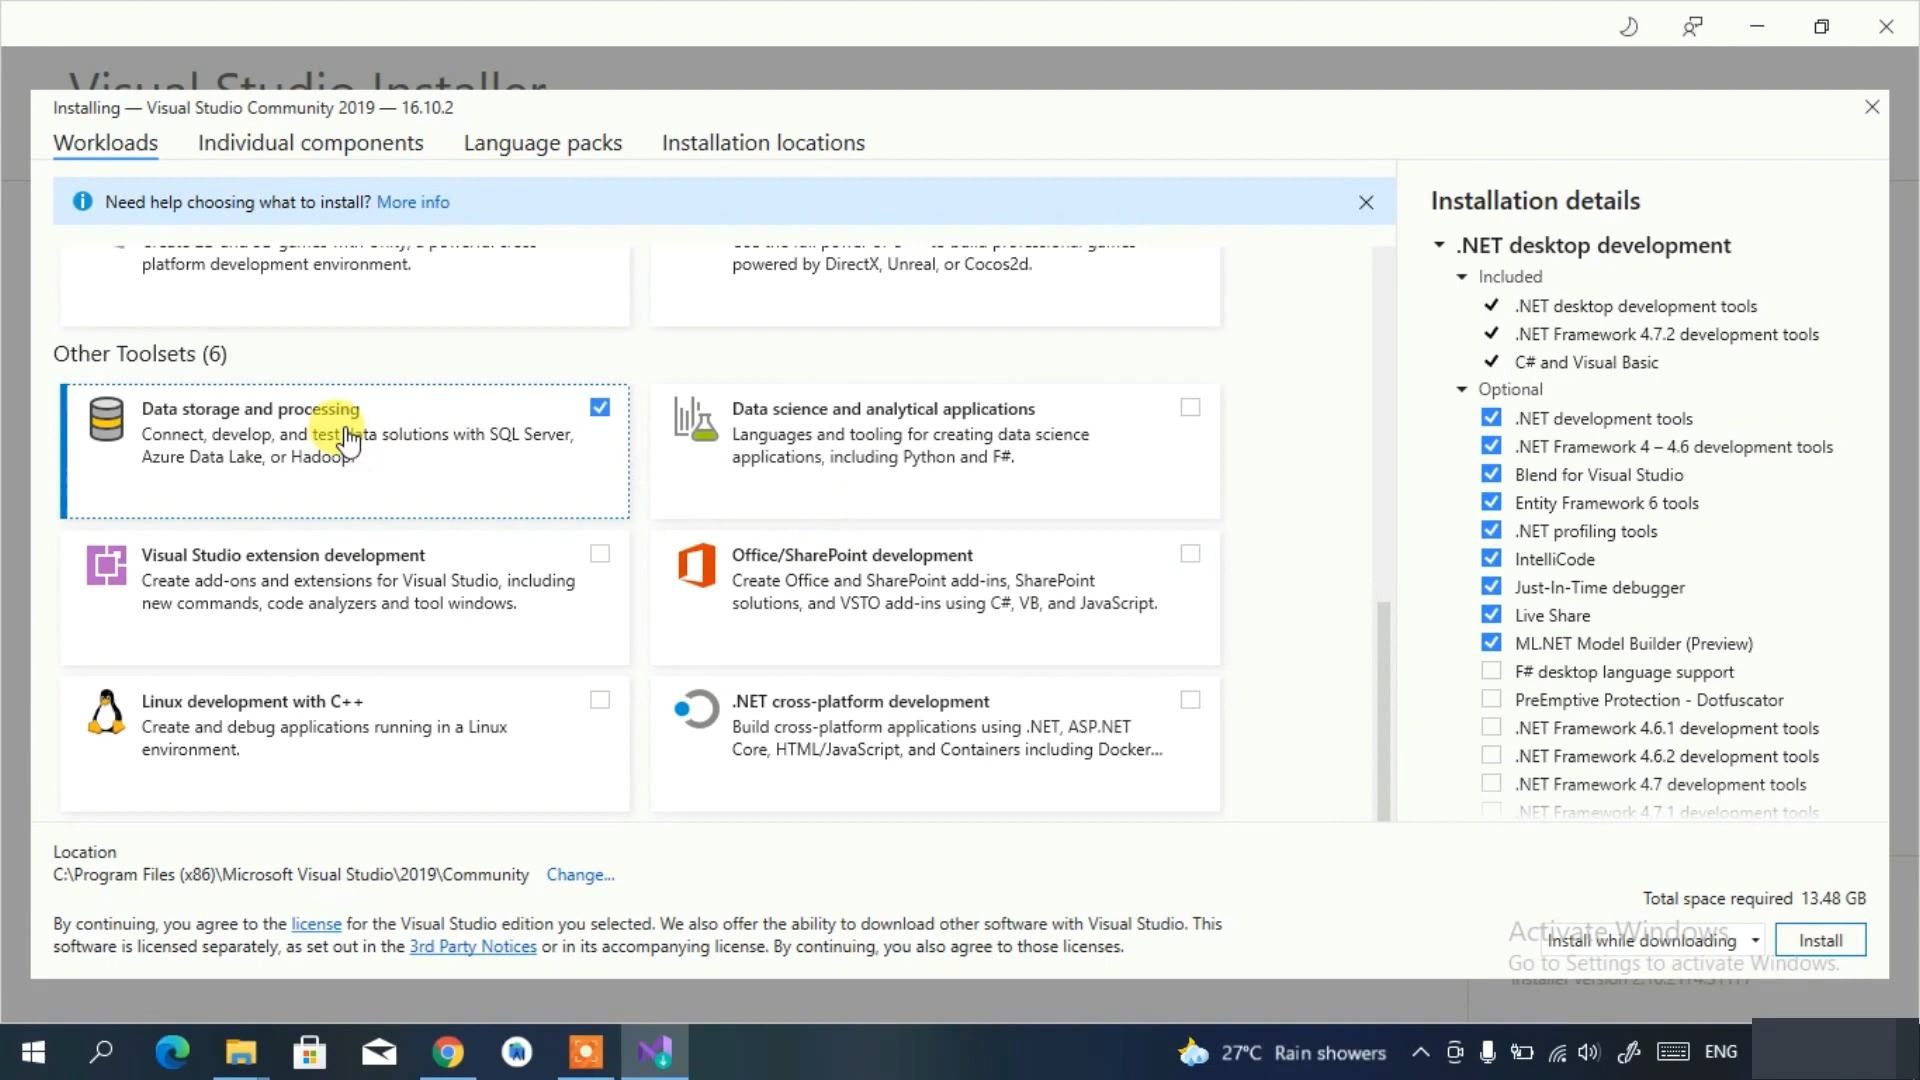 Visual Studio Installer
Installing — Visual Studio Community 2019 — 16.10.2
Workloads
Individual components
Language packs
Installation locations
Need help choosing what to install? More info
platform development environment.
powered by DirectX, Unreal, or Cocos2d.
Other Toolsets (6)
Data storage and processing
Connect, develop, and test data solutions with SQL Server,
Azure Data Lake, or Hadoop.
Data science and analytical applications
Languages and tooling for creating data science
applications, including Python and F#.
Visual Studio extension development
Create add-ons and extensions for Visual Studio, including
new commands, code analyzers and tool windows.
Office/SharePoint development
Create Office and SharePoint add-ins, SharePoint
solutions, and VSTO add-ins using C#, VB, and JavaScript.
Linux development with C++
Create and debug applications running in a Linux
environment.
.NET cross-platform development
Build cross-platform applications using .NET, ASP.NET
Core, HTML/JavaScript, and Containers including Docker...
Installation details
.NET desktop development
Included
.NET desktop development tools
.NET Framework 4.7.2 development tools
C# and Visual Basic
Optional
.NET development tools
.NET Framework 4 – 4.6 development tools
Blend for Visual Studio
Entity Framework 6 tools
.NET profiling tools
IntelliCode
Just-In-Time debugger
Live Share
ML.NET Model Builder (Preview)
F# desktop language support
PreEmptive Protection - Dotfuscator
.NET Framework 4.6.1 development tools
.NET Framework 4.6.2 development tools
.NET Framework 4.7 development tools
.NET Framework 4.7.1 development tools
Location
C:\Program Files (x86)\Microsoft Visual Studio\2019\Community Change...
By continuing, you agree to the license for the Visual Studio edition you selected. We also offer the ability to download other software with Visual Studio. This
software is licensed separately, as set out in the 3rd Party Notices or in its accompanying license. By continuing, you also agree to those licenses.
Total space required 13.48 GB
Activate Windows
Install while downloading
Install
Go to Settings to activate Windows.
27°C Rain showers
ENG